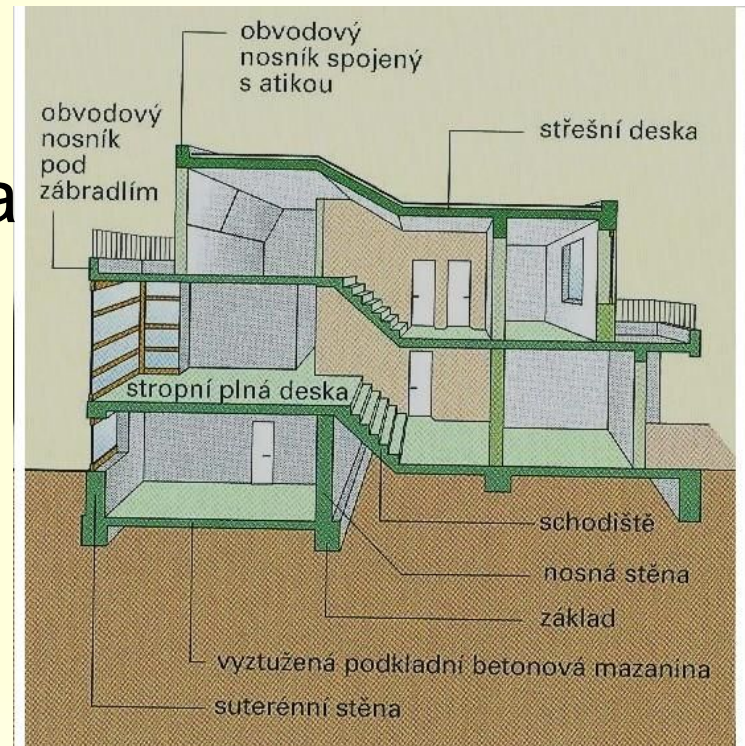 obvodový
nosník spojený
s atikou
obvodový
nosník
pod
zábradlím
střešní deska
a
stropní plná deska
schodiště
nosná stěna
základ
vyztužená podkladní betonová mazanina
suterénní stěna